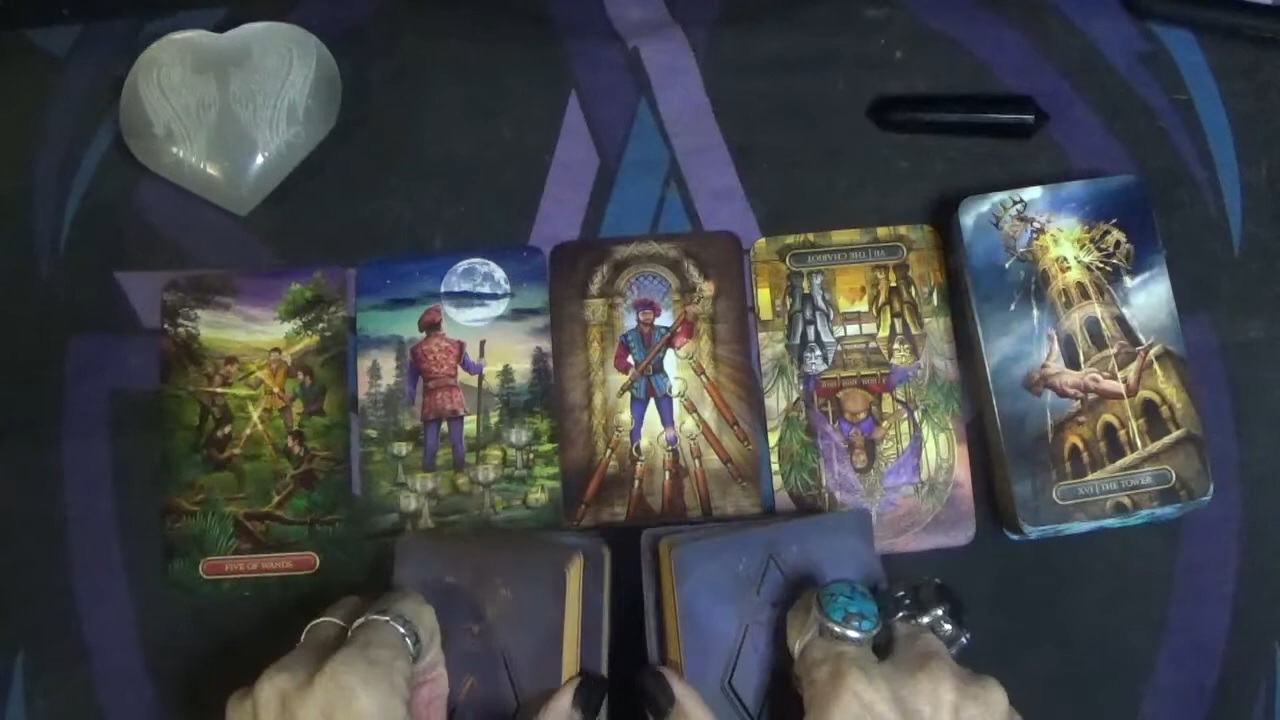 FIVE OF WANDS
VII | THE CHARIOT
XVI | THE TOWER